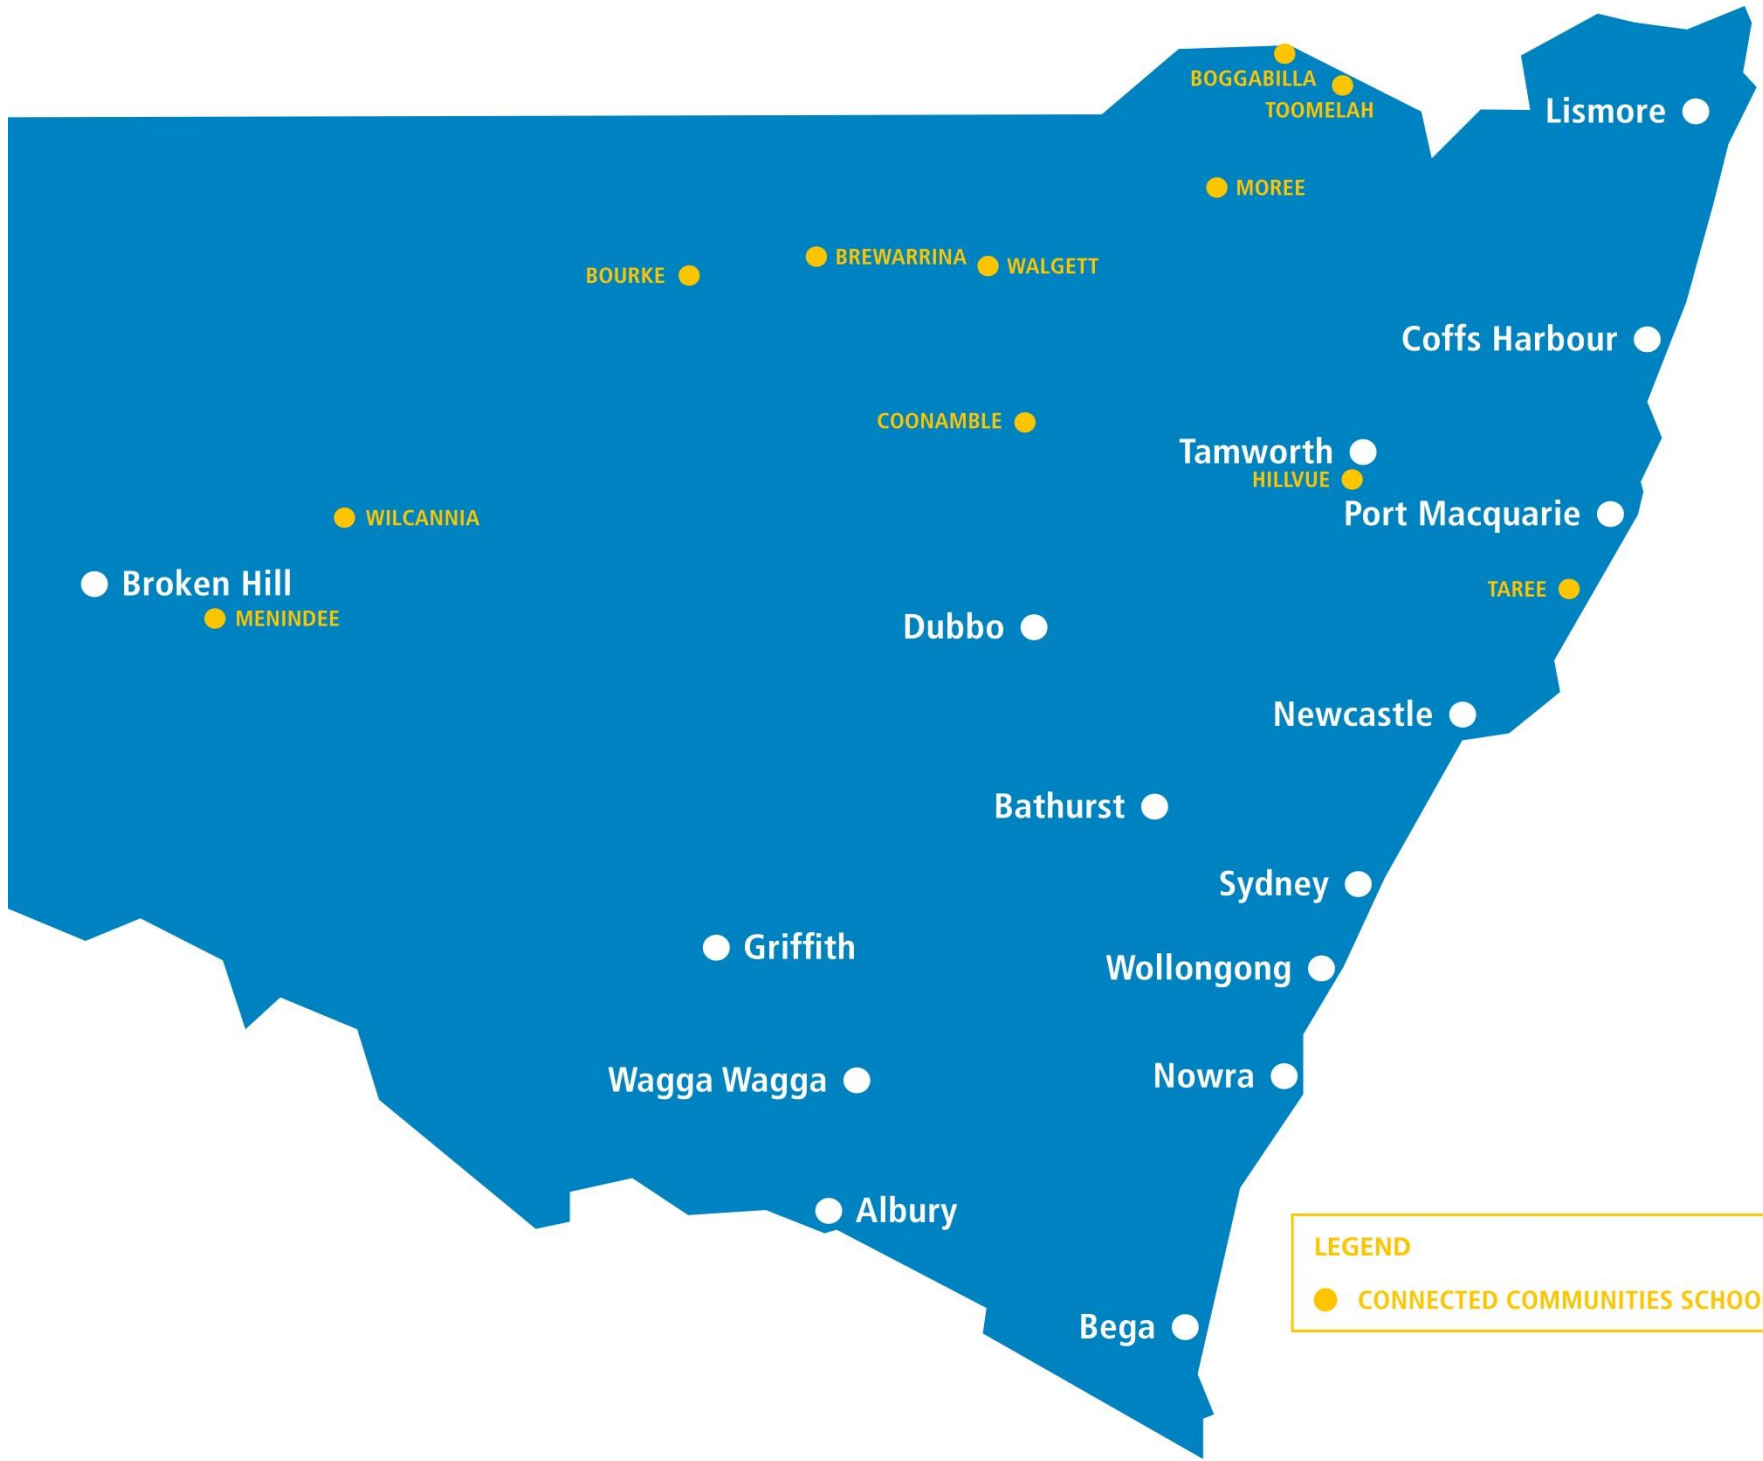 BOGGABILLA
TOOMELAH
Lismore
MOREE
BREWARRINA
WALGETT
BOURKE
Coffs Harbour
COONAMBLE
Tamworth
HILLVUE
Port Macquarie
WILCANNIA
Broken Hill
TAREE
MENINDEE
Dubbo
Newcastle
Bathurst
Sydney
Griffith
Wollongong
Nowra
Wagga Wagga
Albury
LEGEND
CONNECTED COMMUNITIES SCHOO
Bega